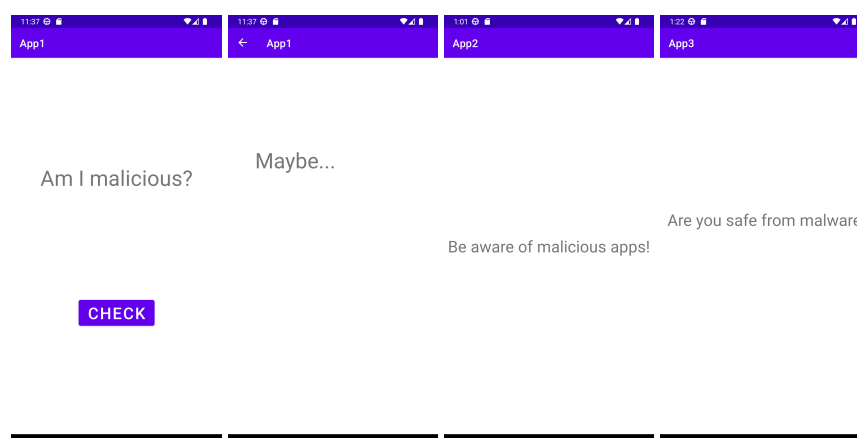 11:37
App1
Am I malicious?
CHECK
11:37
App1
Maybe...
1:01
App2
Be aware of malicious apps!
1:22
App3
Are you safe from malware